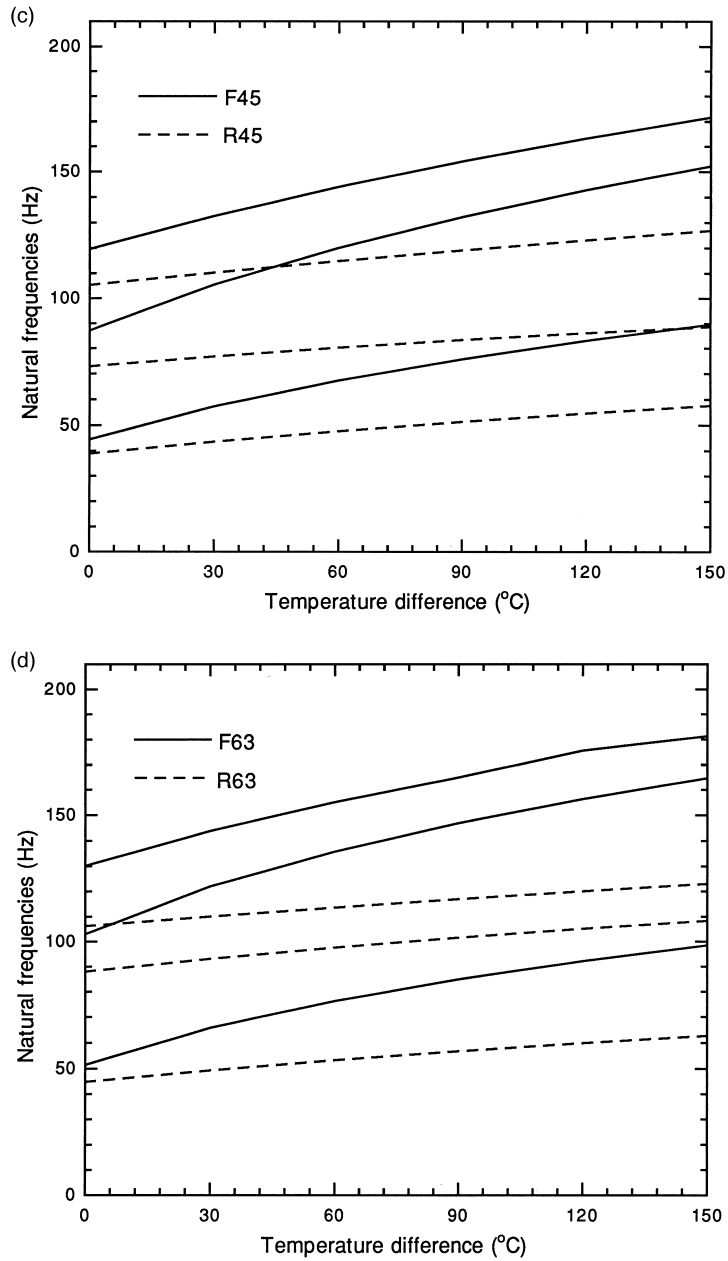 (c)
200
150
100
50
0
Natural frequencies (Hz)
F45
R45
0 30 60 90 120 150
Temperature difference (°C)
(d)
200
150
100
50
0
Natural frequencies (Hz)
F63
R63
0 30 60 90 120 150
Temperature difference (°C)